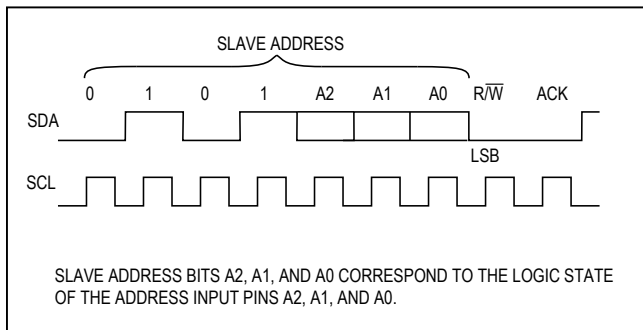 SLAVE ADDRESS
0 1 0 1 A2 A1 A0 R/W̅ ACK
SDA
LSB
SCL
SLAVE ADDRESS BITS A2, A1, AND A0 CORRESPOND TO THE LOGIC STATE
OF THE ADDRESS INPUT PINS A2, A1, AND A0.